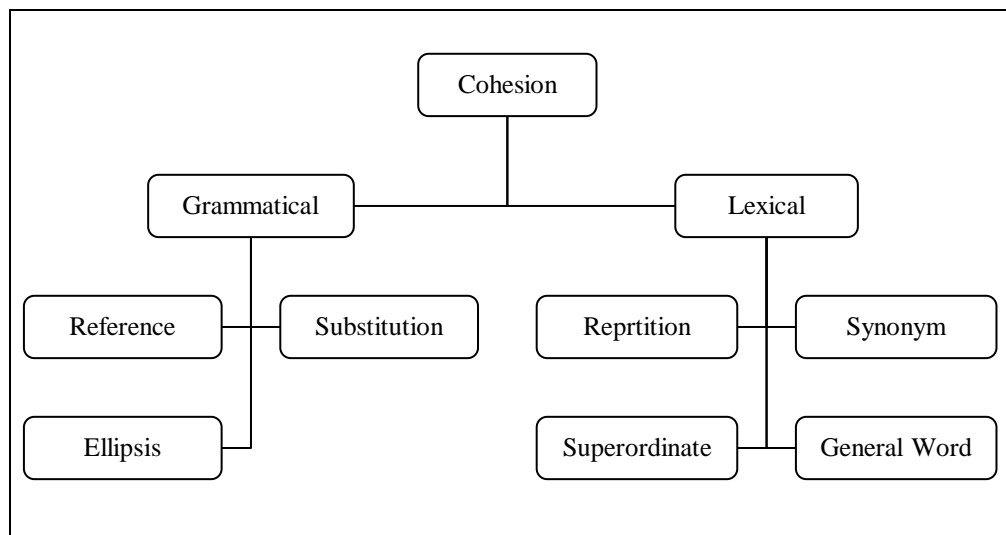 Cohesion
Grammatical
Lexical
Reference
Substitution
Reprtition
Synonym
Ellipsis
Superordinate
General Word